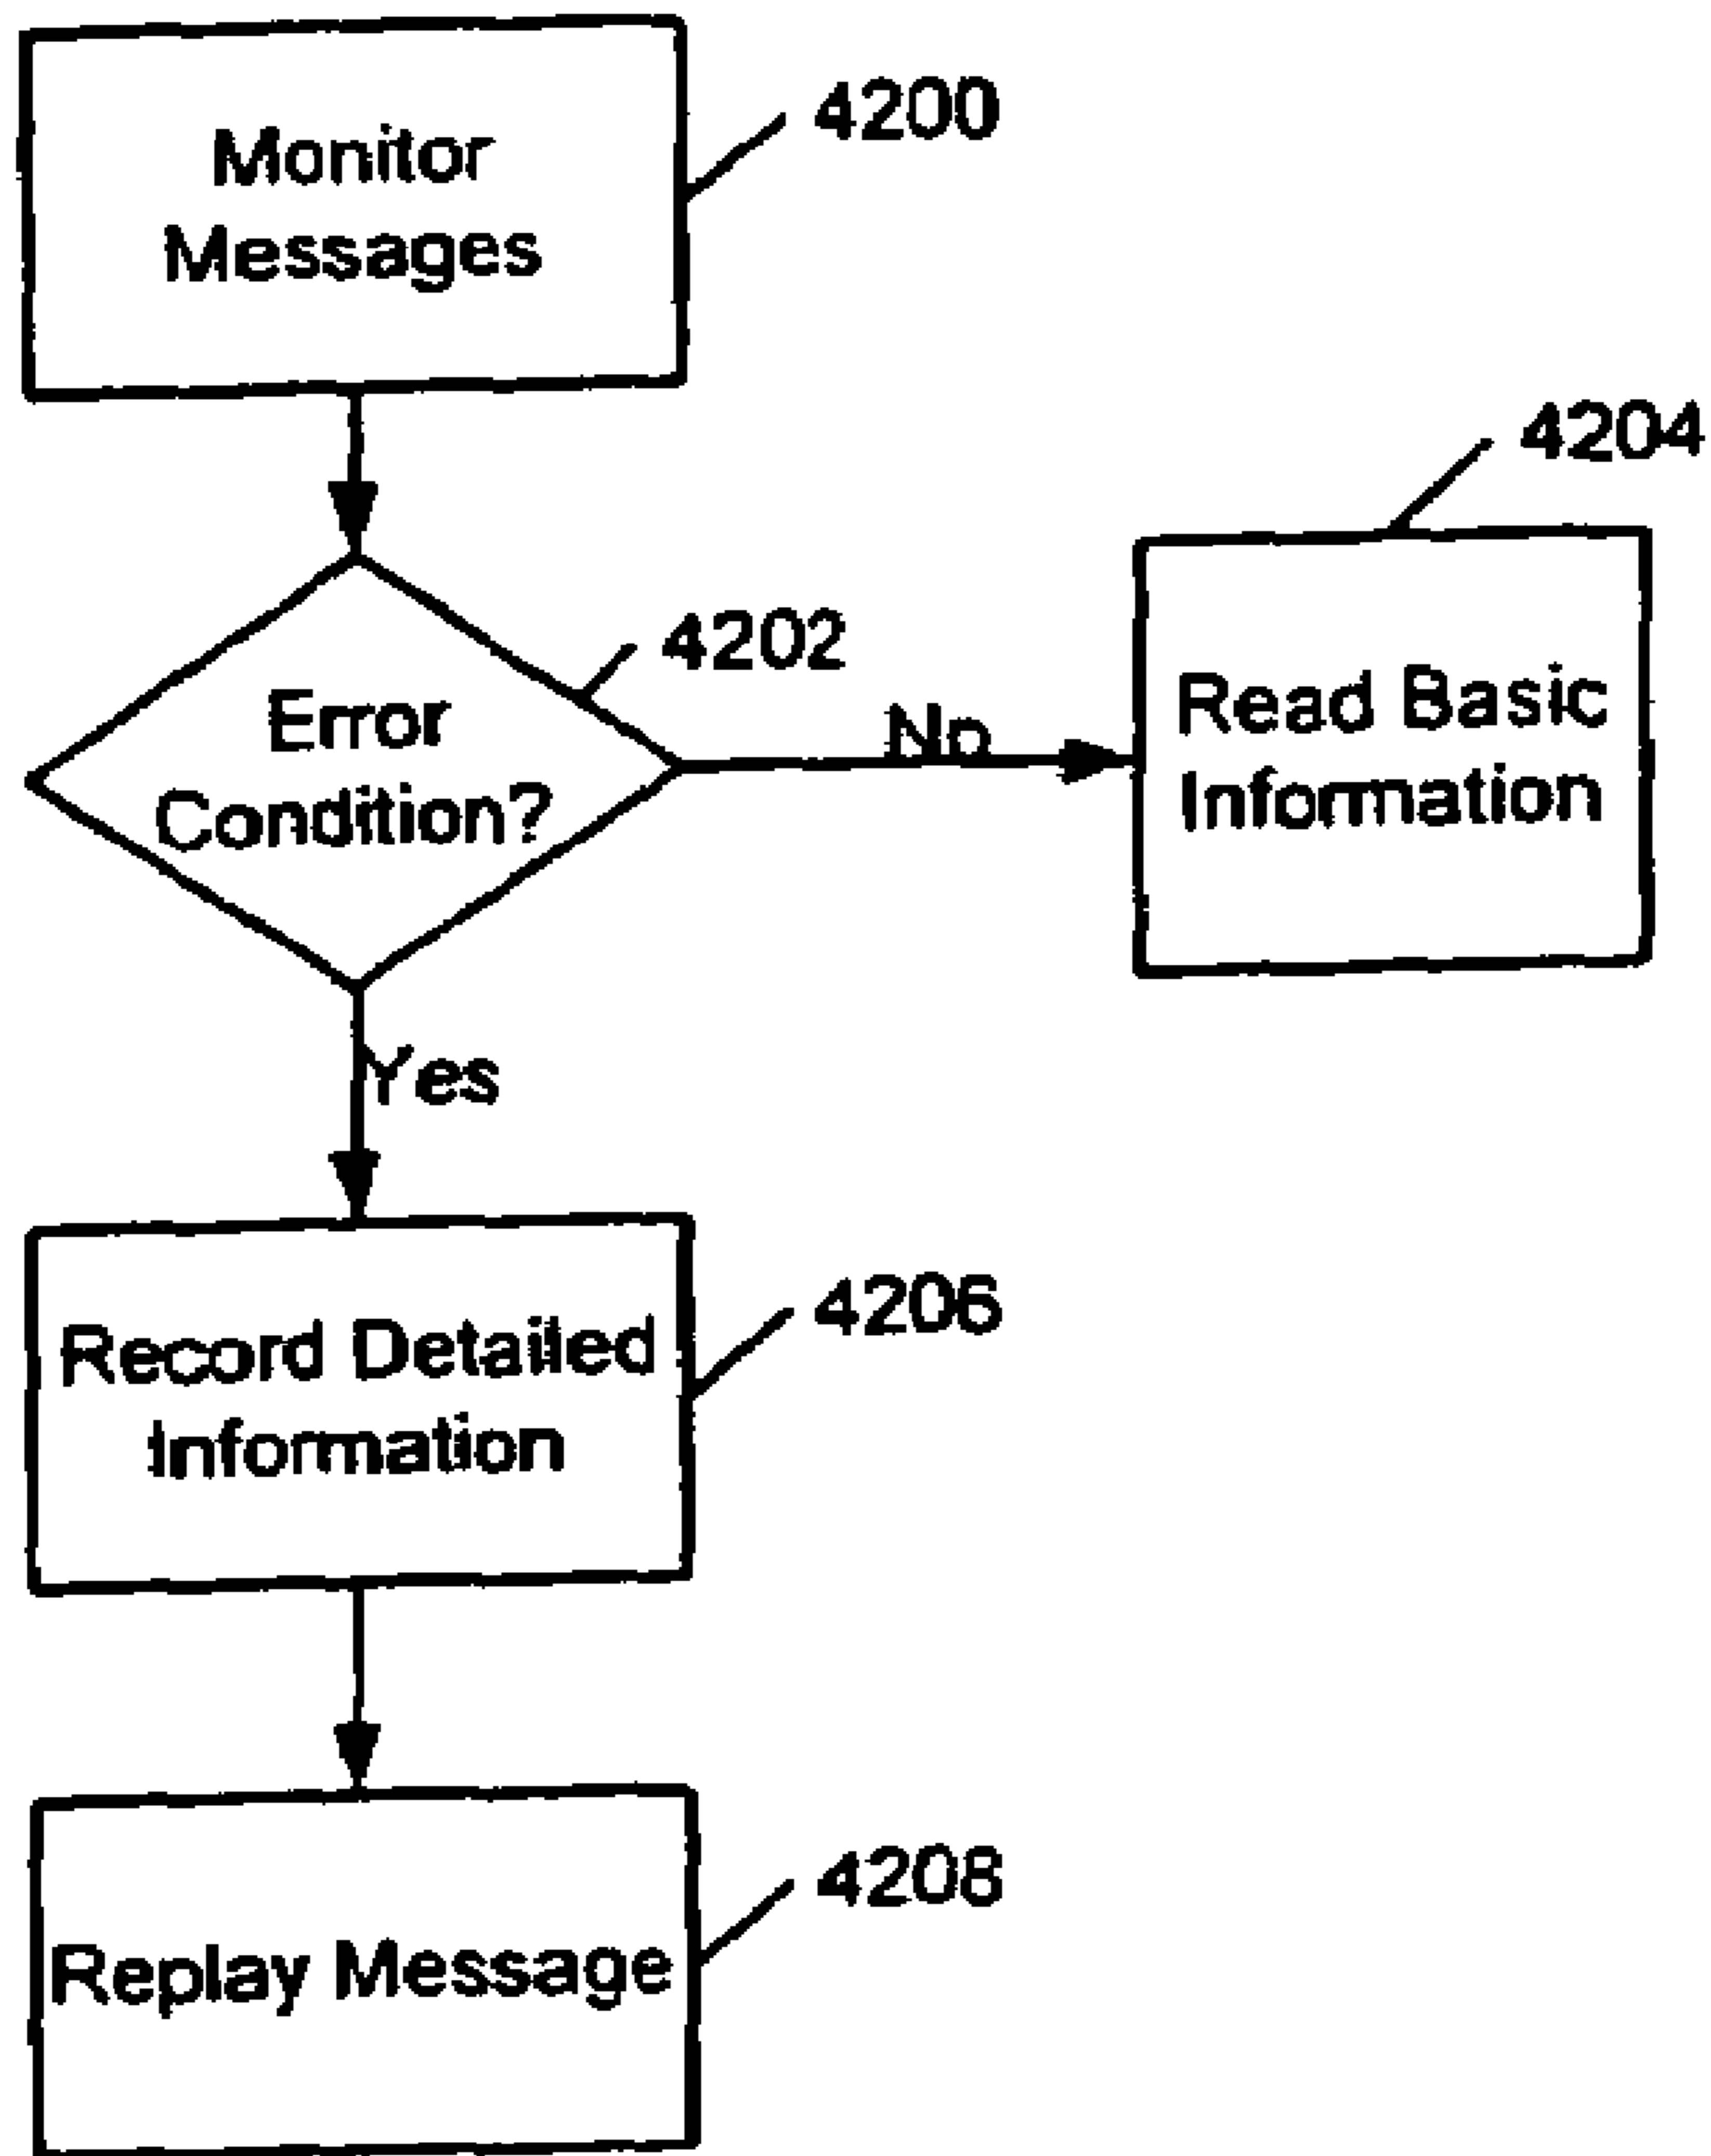 Monitor
Messages
4200
4204
4202
Error
Condition?
No
Read Basic
Information
Yes
4206
Record Detailed
Information
4208
Replay Message